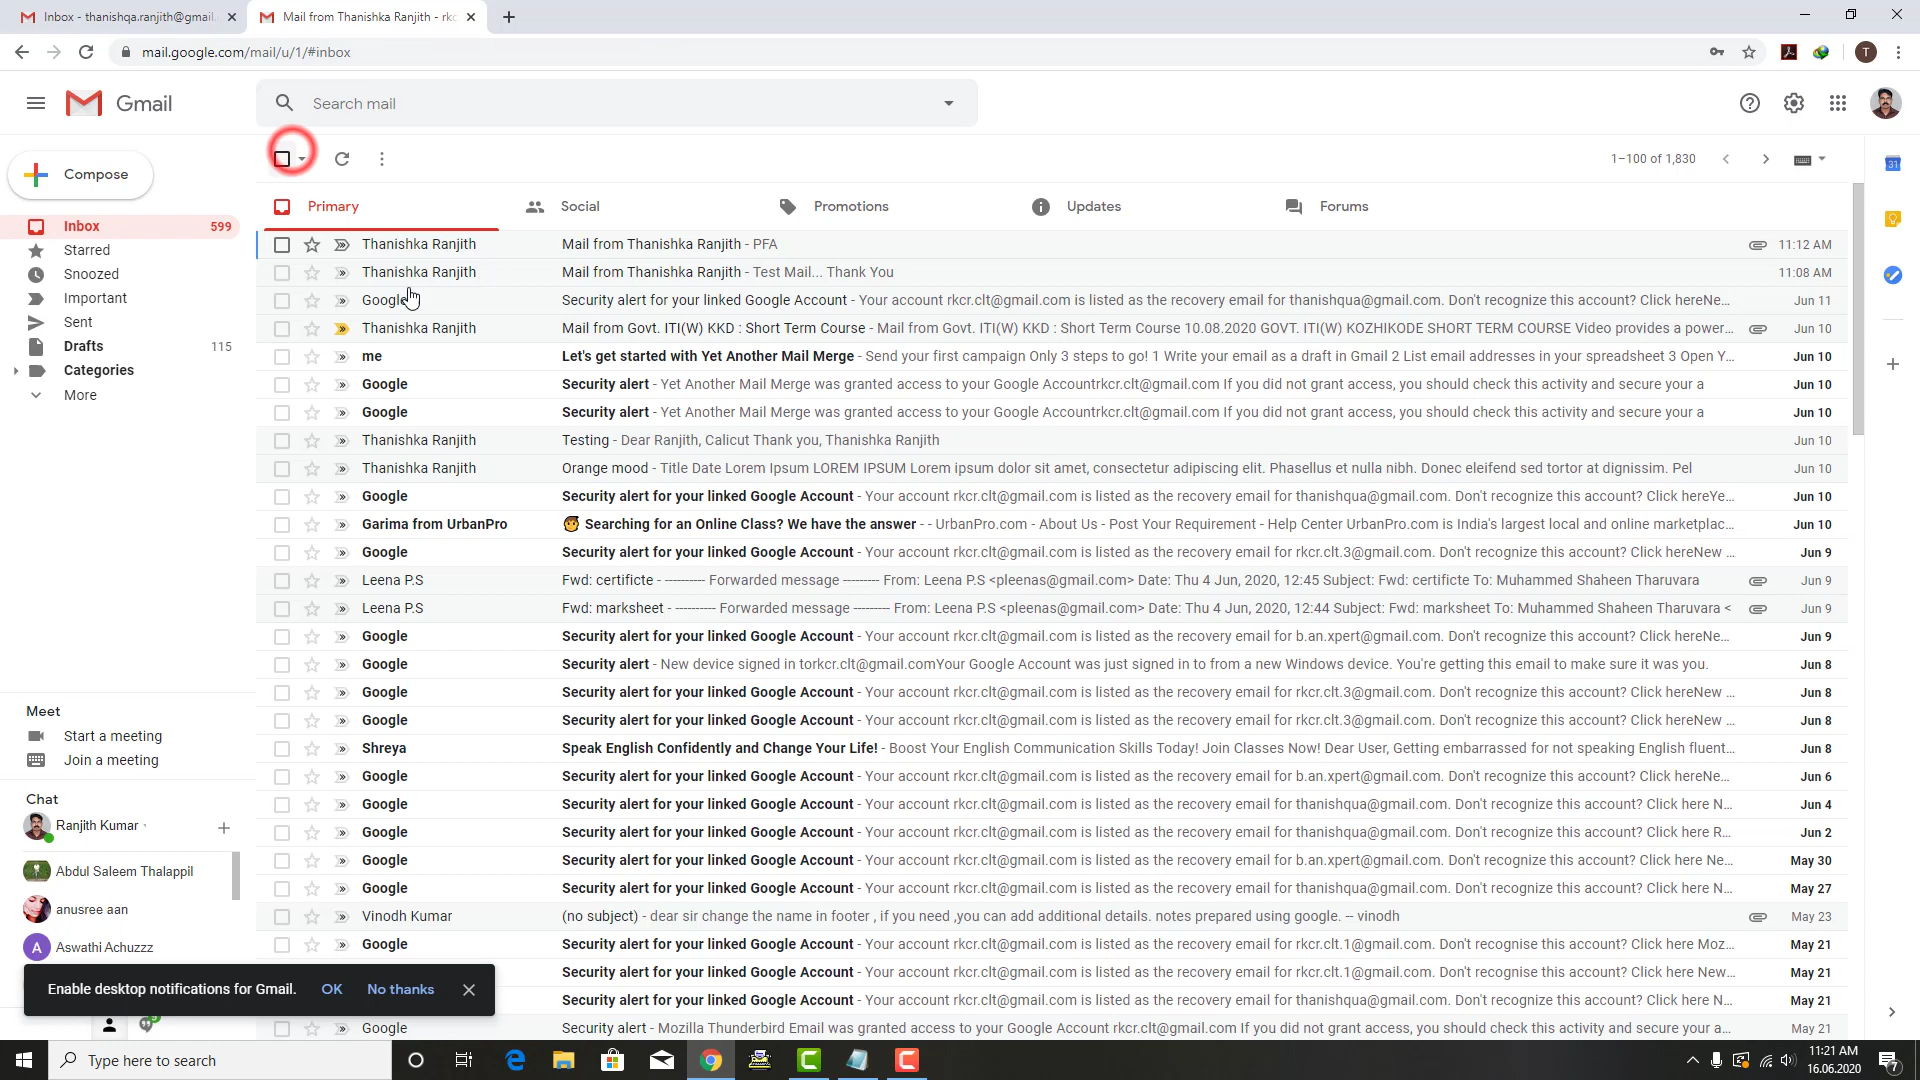 Inbox - thanishqa.ranjith@gmail.
Mail from Thanishka Ranjith - rkc
mail.google.com/mail/u/1/#inbox
T
Gmail
Search mail
Compose
1–100 of 1,830
31
Inbox 599
Starred
Snoozed
Important
Sent
Drafts 115
Categories
More
Primary
Social
Promotions
Updates
Forums
Thanishka Ranjith Mail from Thanishka Ranjith - PFA 11:12 AM
Thanishka Ranjith Mail from Thanishka Ranjith - Test Mail... Thank You 11:08 AM
Google Security alert for your linked Google Account - Your account rkcr.clt@gmail.com is listed as the recovery email for thanishqua@gmail.com. Don't recognize this account? Click hereNe... Jun 11
Thanishka Ranjith Mail from Govt. ITI(W) KKD : Short Term Course - Mail from Govt. ITI(W) KKD : Short Term Course 10.08.2020 GOVT. ITI(W) KOZHIKODE SHORT TERM COURSE Video provides a power... Jun 10
me Let's get started with Yet Another Mail Merge - Send your first campaign Only 3 steps to go! 1 Write your email as a draft in Gmail 2 List email addresses in your spreadsheet 3 Open Y... Jun 10
Google Security alert - Yet Another Mail Merge was granted access to your Google Accountrkcr.clt@gmail.com If you did not grant access, you should check this activity and secure your a Jun 10
Google Security alert - Yet Another Mail Merge was granted access to your Google Accountrkcr.clt@gmail.com If you did not grant access, you should check this activity and secure your a Jun 10
Thanishka Ranjith Testing - Dear Ranjith, Calicut Thank you, Thanishka Ranjith Jun 10
Thanishka Ranjith Orange mood - Title Date Lorem Ipsum LOREM IPSUM Lorem ipsum dolor sit amet, consectetur adipiscing elit. Phasellus et nulla nibh. Donec eleifend sed tortor at dignissim. Pel Jun 10
Google Security alert for your linked Google Account - Your account rkcr.clt@gmail.com is listed as the recovery email for thanishqua@gmail.com. Don't recognize this account? Click hereYe... Jun 10
Garima from UrbanPro Searching for an Online Class? We have the answer - - UrbanPro.com - About Us - Post Your Requirement - Help Center UrbanPro.com is India's largest local and online marketplac... Jun 10
Google Security alert for your linked Google Account - Your account rkcr.clt@gmail.com is listed as the recovery email for rkcr.clt.3@gmail.com. Don't recognize this account? Click hereNew ... Jun 9
Leena P.S Fwd: certificte - ---------- Forwarded message --------- From: Leena P.S <pleenas@gmail.com> Date: Thu 4 Jun, 2020, 12:45 Subject: Fwd: certificte To: Muhammed Shaheen Tharuvara Jun 9
Leena P.S Fwd: marksheet - ---------- Forwarded message --------- From: Leena P.S <pleenas@gmail.com> Date: Thu 4 Jun, 2020, 12:44 Subject: Fwd: marksheet To: Muhammed Shaheen Tharuvara < Jun 9
Google Security alert for your linked Google Account - Your account rkcr.clt@gmail.com is listed as the recovery email for b.an.xpert@gmail.com. Don't recognize this account? Click hereNe... Jun 9
Google Security alert - New device signed in torkcr.clt@gmail.comYour Google Account was just signed in to from a new Windows device. You're getting this email to make sure it was you. Jun 8
Google Security alert for your linked Google Account - Your account rkcr.clt@gmail.com is listed as the recovery email for rkcr.clt.3@gmail.com. Don't recognize this account? Click hereNew ... Jun 8
Google Security alert for your linked Google Account - Your account rkcr.clt@gmail.com is listed as the recovery email for rkcr.clt.3@gmail.com. Don't recognize this account? Click hereNew ... Jun 8
Shreya Speak English Confidently and Change Your Life! - Boost Your English Communication Skills Today! Join Classes Now! Dear User, Getting embarrassed for not speaking English fluent... Jun 8
Google Security alert for your linked Google Account - Your account rkcr.clt@gmail.com is listed as the recovery email for b.an.xpert@gmail.com. Don't recognize this account? Click hereNe... Jun 6
Google Security alert for your linked Google Account - Your account rkcr.clt@gmail.com is listed as the recovery email for thanishqua@gmail.com. Don't recognize this account? Click here N... Jun 4
Google Security alert for your linked Google Account - Your account rkcr.clt@gmail.com is listed as the recovery email for thanishqua@gmail.com. Don't recognize this account? Click here R... Jun 2
Google Security alert for your linked Google Account - Your account rkcr.clt@gmail.com is listed as the recovery email for b.an.xpert@gmail.com. Don't recognize this account? Click here Ne... May 30
Google Security alert for your linked Google Account - Your account rkcr.clt@gmail.com is listed as the recovery email for thanishqua@gmail.com. Don't recognize this account? Click here N... May 27
Vinodh Kumar (no subject) - dear sir change the name in footer , if you need ,you can add additional details. notes prepared using google. -- vinodh May 23
Google Security alert for your linked Google Account - Your account rkcr.clt@gmail.com is listed as the recovery email for rkcr.clt.1@gmail.com. Don't recognise this account? Click here Moz... May 21
Security alert for your linked Google Account - Your account rkcr.clt@gmail.com is listed as the recovery email for rkcr.clt.1@gmail.com. Don't recognise this account? Click here New... May 21
Security alert for your linked Google Account - Your account rkcr.clt@gmail.com is listed as the recovery email for thanishqua@gmail.com. Don't recognize this account? Click here N... May 21
Google Security alert - Mozilla Thunderbird Email was granted access to your Google Account rkcr.clt@gmail.com If you did not grant access, you should check this activity and secure your a... May 21
Meet
Start a meeting
Join a meeting
Chat
Ranjith Kumar
Abdul Saleem Thalappil
anusree aan
A Aswathi Achuzzz
Enable desktop notifications for Gmail. OK No thanks
Type here to search
11:21 AM
16.06.2020
7